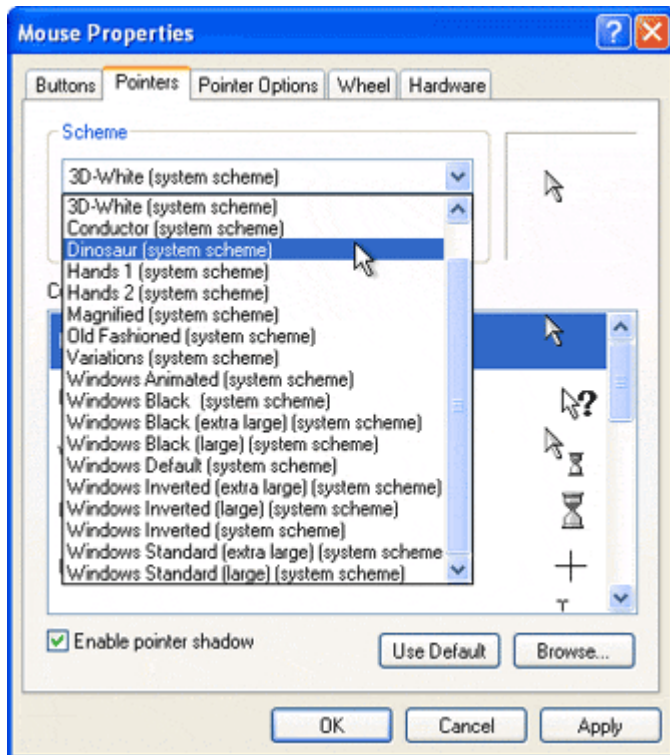 Mouse Properties
Buttons Pointers Pointer Options Wheel Hardware
Scheme
3D-White (system scheme)
3D-White (system scheme)
Conductor (system scheme)
Dinosaur (system scheme)
Hands 1 (system scheme)
Hands 2 (system scheme)
Magnified (system scheme)
Old Fashioned (system scheme)
Variations (system scheme)
Windows Animated (system scheme)
Windows Black (system scheme)
Windows Black (extra large) (system scheme)
Windows Black (large) (system scheme)
Windows Default (system scheme)
Windows Inverted (extra large) (system scheme)
Windows Inverted (large) (system scheme)
Windows Inverted (system scheme)
Windows Standard (extra large) (system scheme
Windows Standard (large) (system scheme)
Enable pointer shadow
Use Default Browse...
OK Cancel Apply